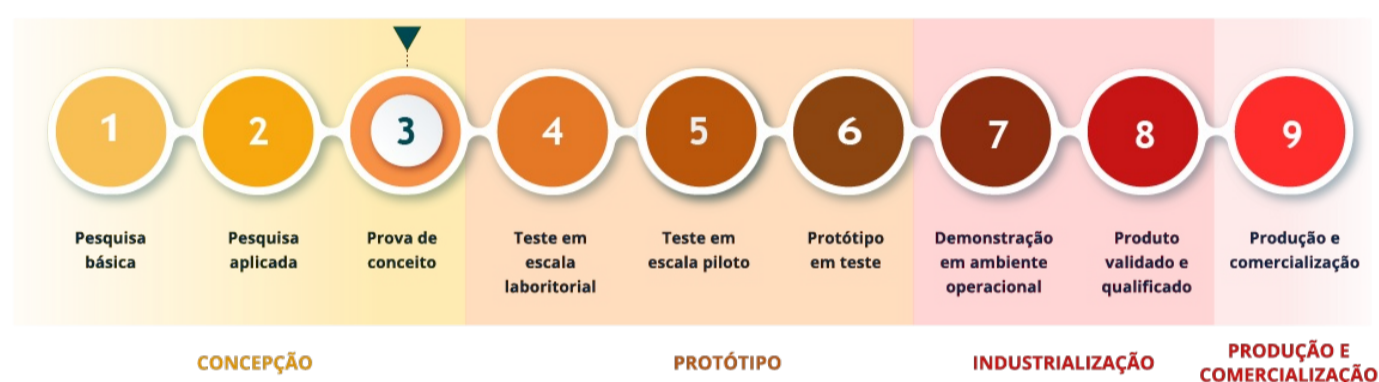 1
2
3
4
5
6
7
8
9
Pesquisa
básica
Pesquisa
aplicada
Prova de
conceito
Teste em
escala
laboritorial
Teste em
escala piloto
Protótipo
em teste
Demonstração
em ambiente
operacional
Produto
validado e
qualificado
Produção e
comercialização
CONCEPÇÃO
PROTÓTIPO
INDUSTRIALIZAÇÃO
PRODUÇÃO E
COMERCIALIZAÇÃO